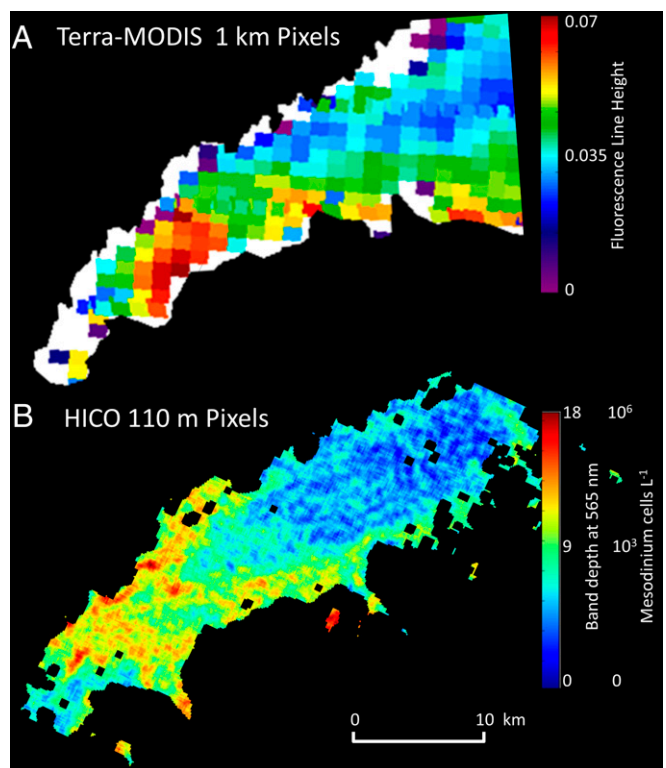 A Terra-MODIS 1 km Pixels
0.07
0.035
0
Fluorescence Line Height
B HICO 110 m Pixels
18 10⁶
9 10³
0 0
Band depth at 565 nm
Mesodinium cells L⁻¹
0 10 km